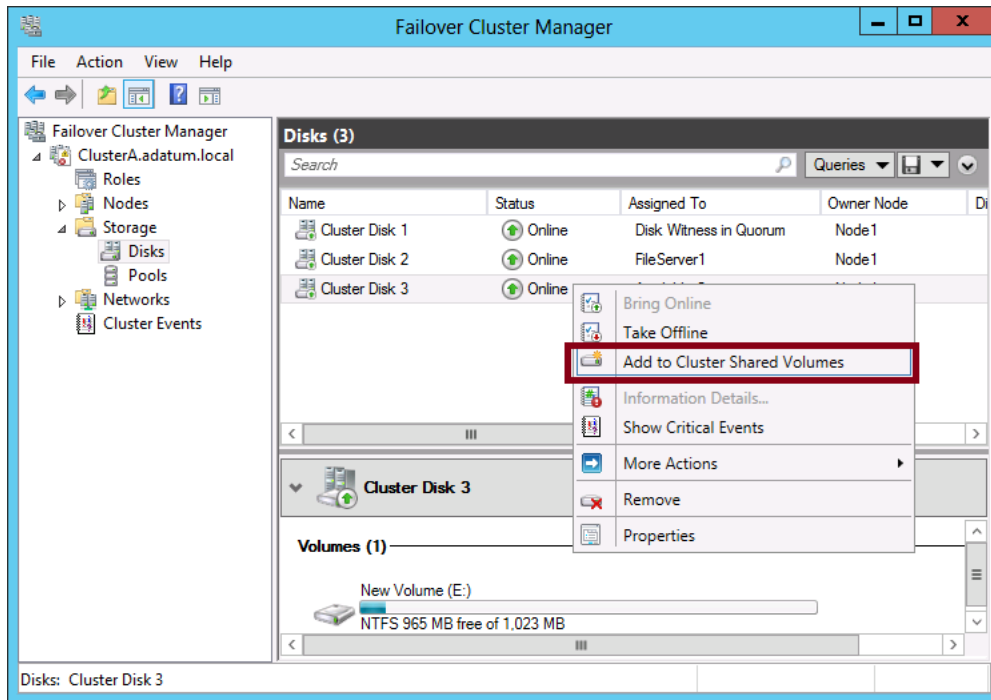 Failover Cluster Manager
File Action View Help
Failover Cluster Manager
ClusterA.adatum.local
Roles
Nodes
Storage
Disks
Pools
Networks
Cluster Events
Disks (3)
Search Queries
Name Status Assigned To Owner Node Di
Cluster Disk 1 Online Disk Witness in Quorum Node1
Cluster Disk 2 Online FileServer1 Node1
Cluster Disk 3 Online
Bring Online
Take Offline
Add to Cluster Shared Volumes
Information Details...
Show Critical Events
More Actions
Remove
Properties
Cluster Disk 3
Volumes (1)
New Volume (E:)
NTFS 965 MB free of 1,023 MB
Disks: Cluster Disk 3